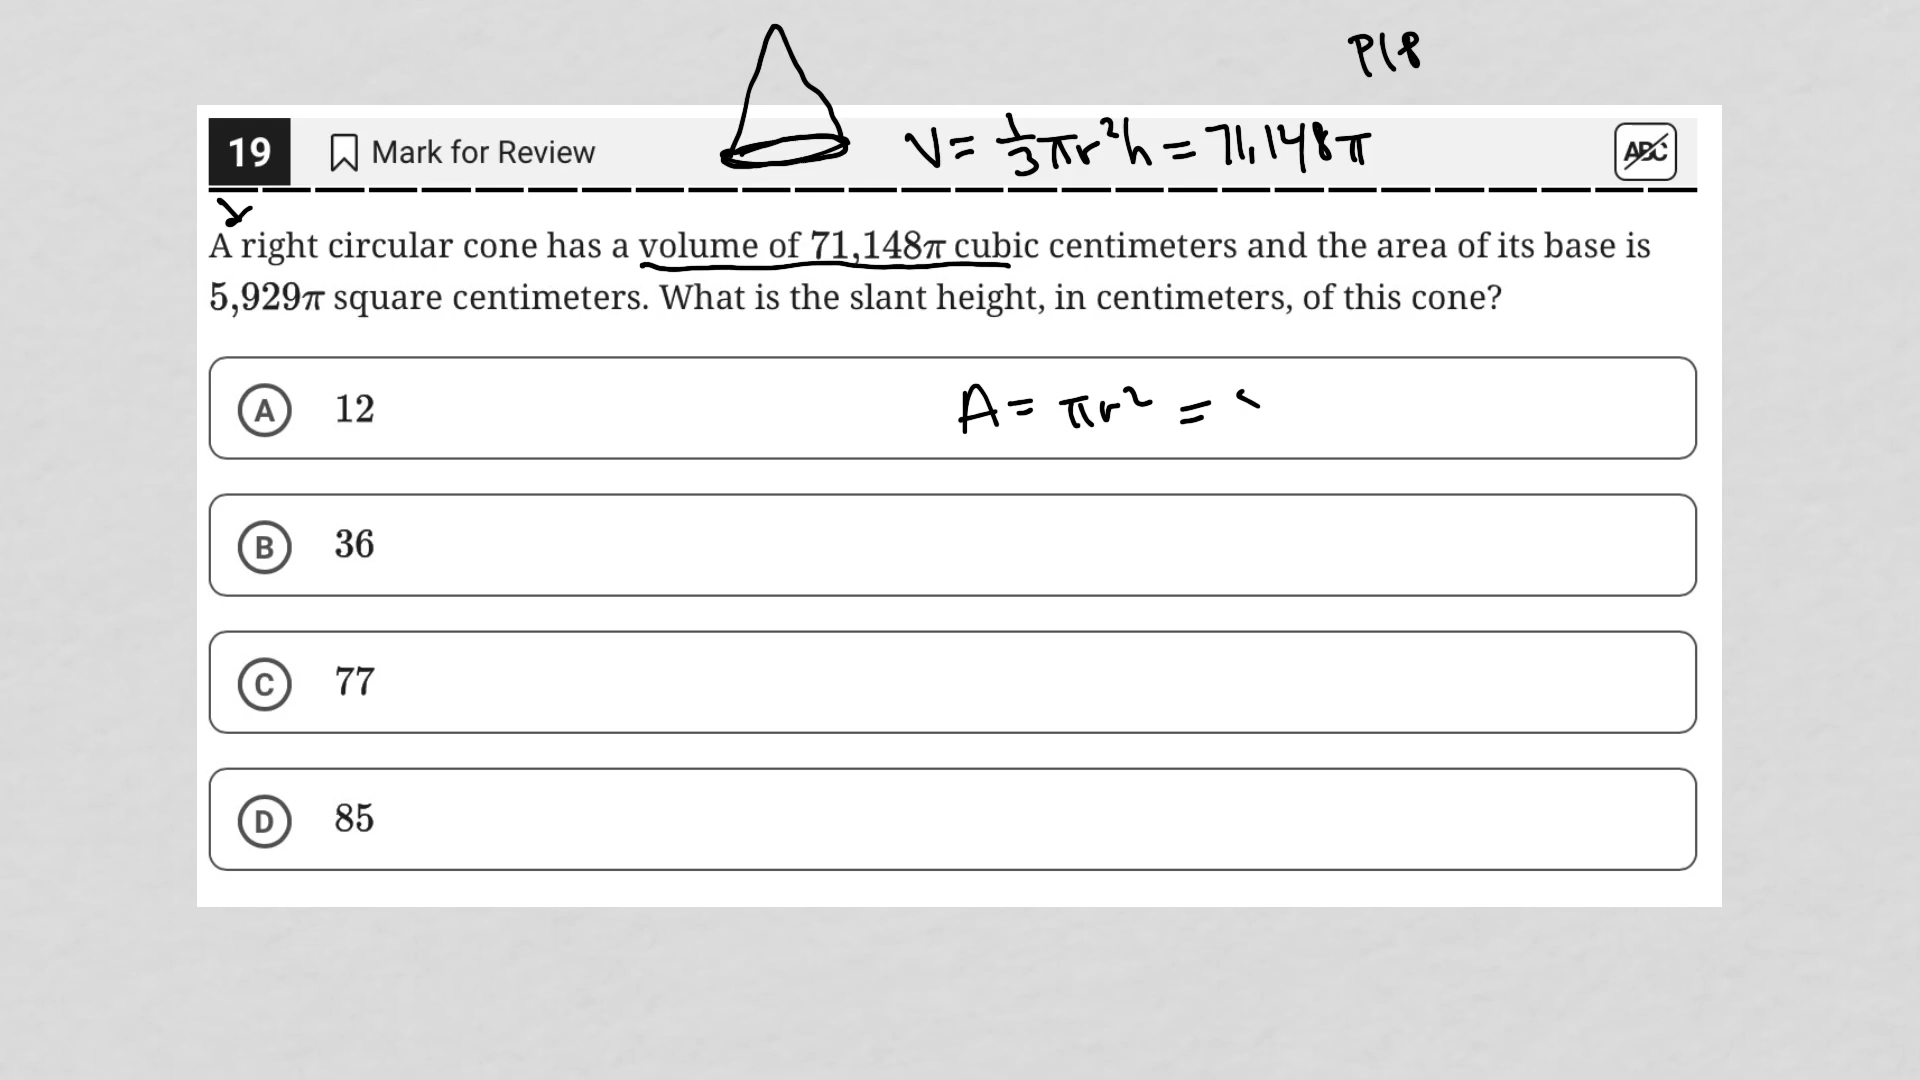 P18
19 Mark for Review V = 1/3 πr²h = 71,148π ABC
A right circular cone has a volume of 71,148π cubic centimeters and the area of its base is
5,929π square centimeters. What is the slant height, in centimeters, of this cone?
A 12 A = πr² =
B 36
C 77
D 85